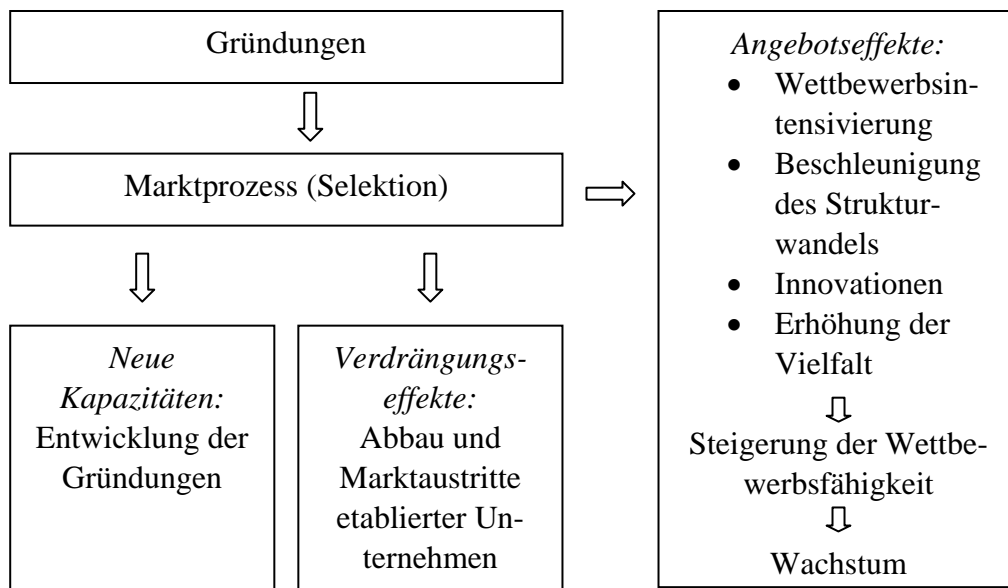 Gründungen
Marktprozess (Selektion)
Neue
Kapazitäten:
Entwicklung der
Gründungen
Verdrängungs-
effekte:
Abbau und
Marktaustritte
etablierter Un-
ternehmen
Angebotseffekte:
• Wettbewerbsin-
tensivierung
• Beschleunigung
des Struktur-
wandels
• Innovationen
• Erhöhung der
Vielfalt
Steigerung der Wettbe-
werbsfähigkeit
Wachstum